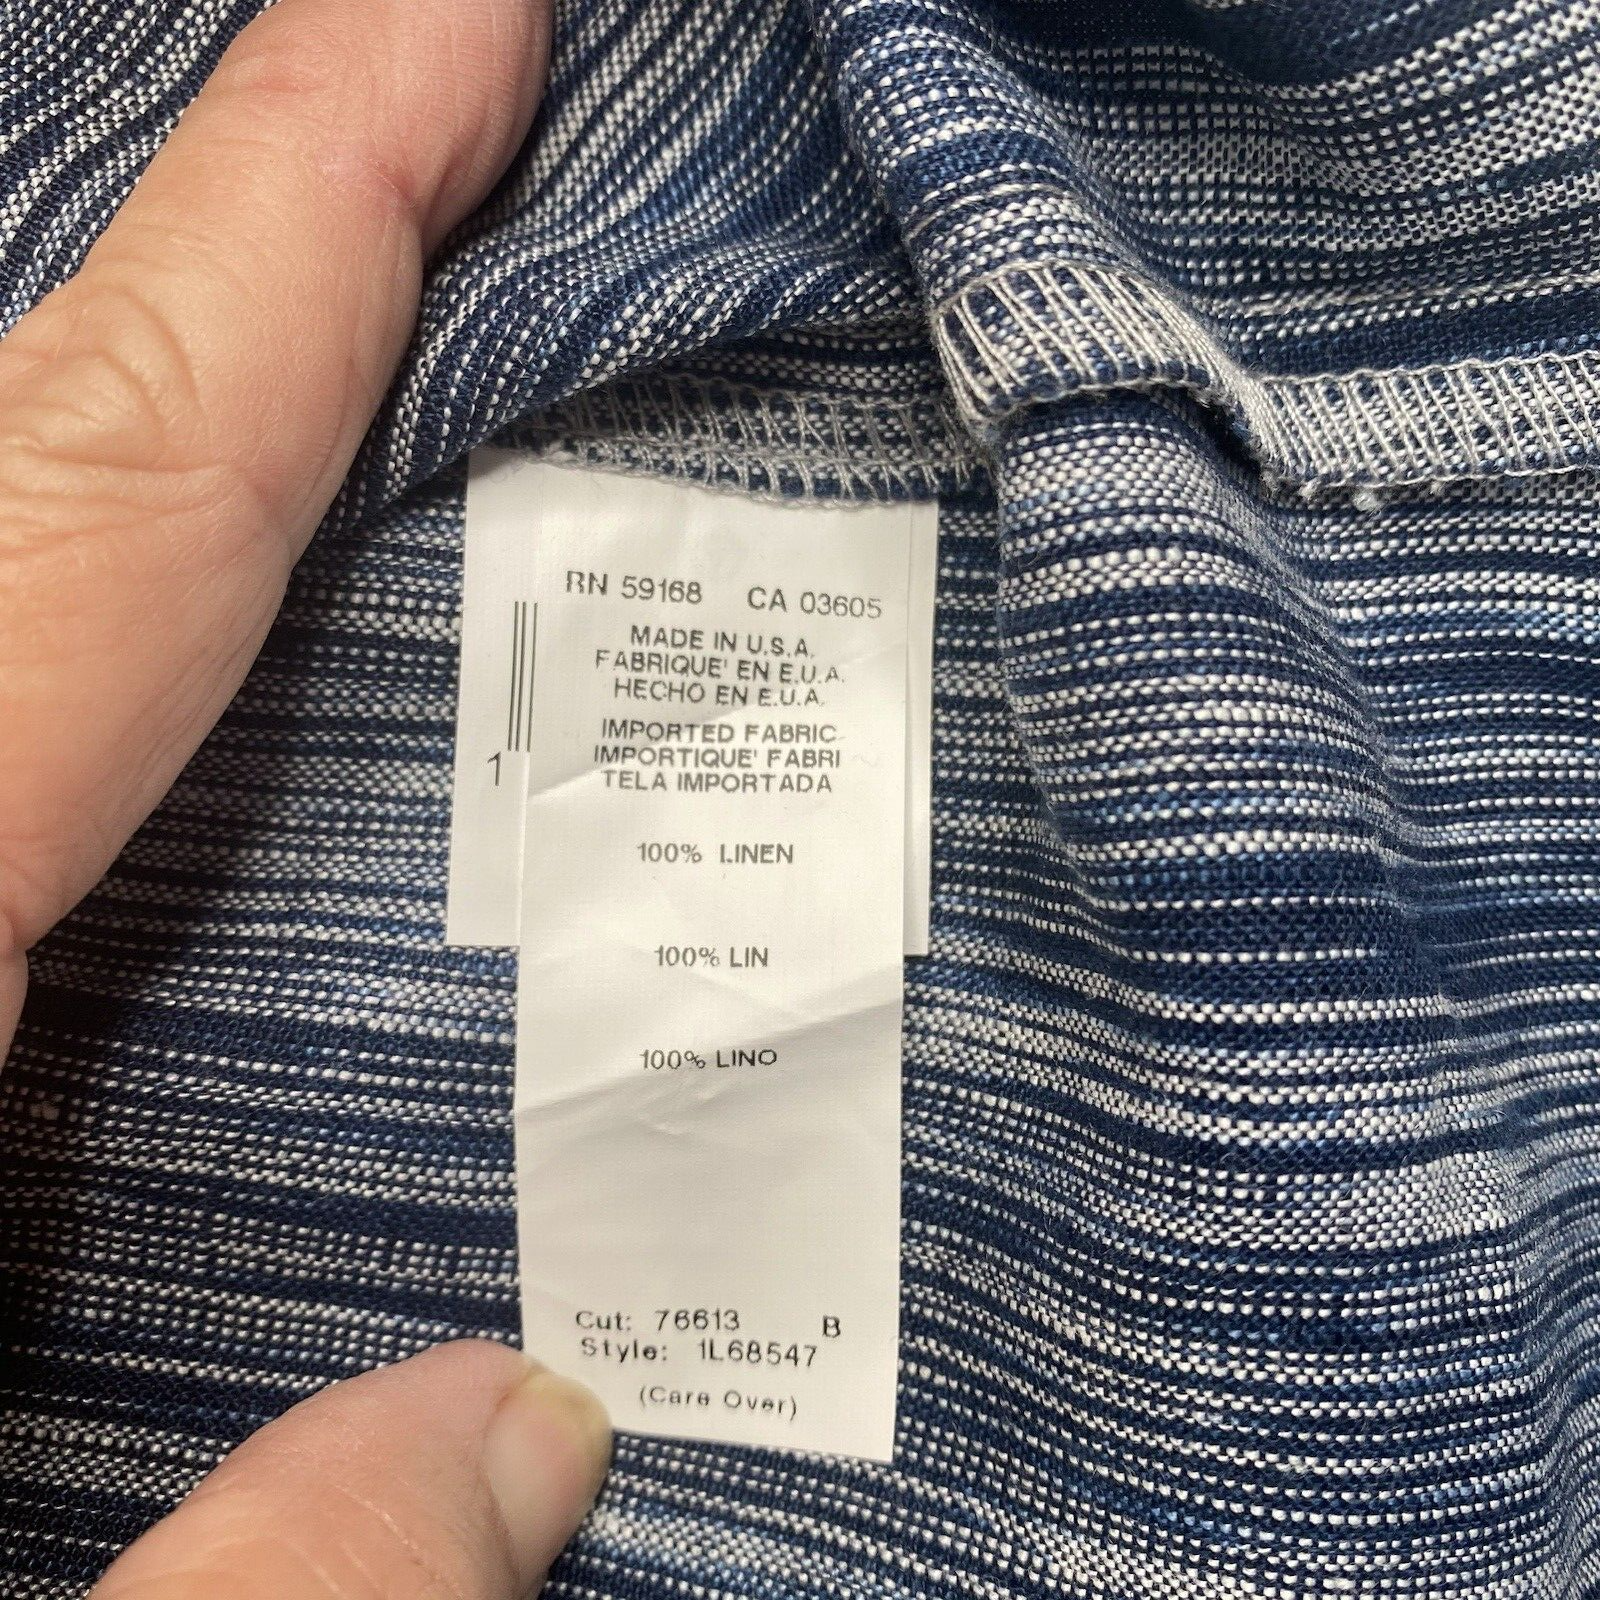 RN 59168 CA 03605
MADE IN U.S.A.
FABRIQUE' EN E.U.A.
HECHO EN E.U.A.
IMPORTED FABRIC
IMPORTIQUE' FABRI
TELA IMPORTADA
1
100% LINEN
100% LIN
100% LINO
Cut: 76613 B
Style: 1L68547
(Care Over)